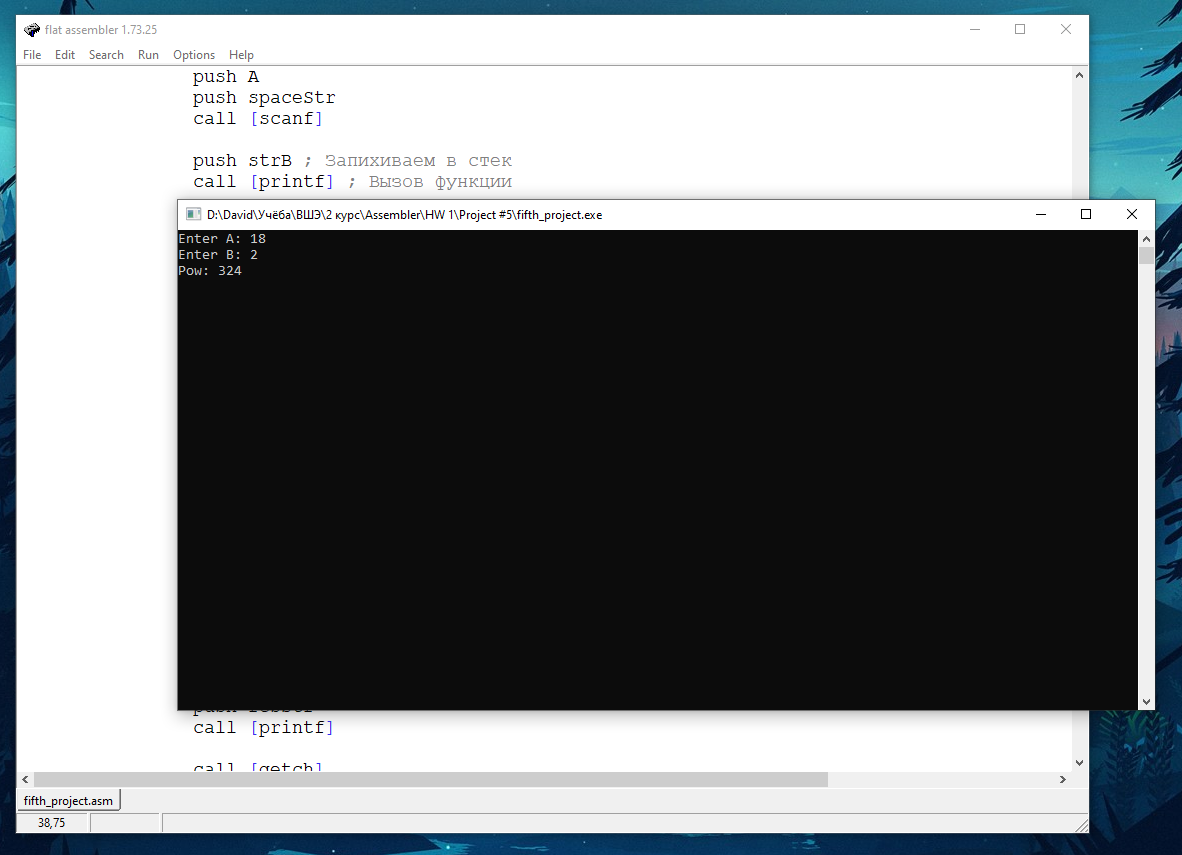 flat assembler 1.73.25
File Edit Search Run Options Help
push A
push spaceStr
call [scanf]
push strB ; Запихиваем в стек
call [printf] ; Вызов функции
D:\David\Учёба\ВШЭ\2 курс\Assembler\HW 1\Project #5\fifth_project.exe
Enter A: 18
Enter B: 2
Pow: 324
call [printf]
call [getch]
fifth_project.asm
38,75